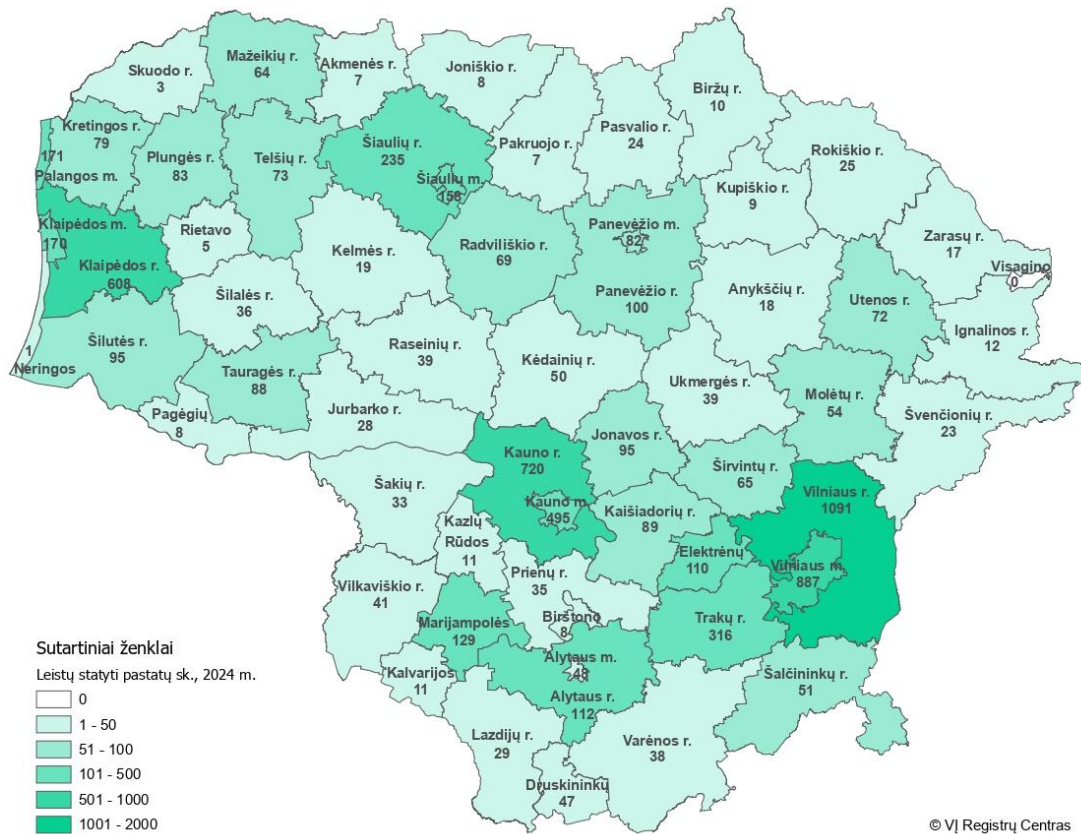 Skuodo r.
3
Mažeikių r.
64
Akmenės r.
7
Joniškio r.
8
Biržų r.
10
Kretingos r.
79
171
Palangos m.
Plungės r.
83
Telšių r.
73
Šiaulių r.
235
Šiaulių m.
156
Pakruojo r.
7
Pasvalio r.
24
Rokiškio r.
25
Kupiškio r.
9
Klaipėdos m.
170
Klaipėdos r.
608
Rietavo
5
Kelmės r.
19
Radviliškio r.
69
Panevėžio m.
82
Panevėžio r.
100
Zarasų r.
17
Visagino
0
Anykščių r.
18
Utenos r.
72
Ignalinos r.
12
Šilalės r.
36
Šilutės r.
95
1
Neringos
Tauragės r.
88
Raseinių r.
39
Kėdainių r.
50
Ukmergės r.
39
Molėtų r.
54
Švenčionių r.
23
Pagėgių
8
Jurbarko r.
28
Jonavos r.
95
Kauno r.
720
Kauno m.
495
Širvintų r.
65
Vilniaus r.
1091
Šakių r.
33
Kazlų
Rūdos
11
Kaišiadorių r.
89
Elektrėnų
110
Vilniaus m.
887
Vilkaviškio r.
41
Prienų r.
35
Birštono
8
Marijampolės
129
Trakų r.
316
Kalvarijos
11
Alytaus m.
48
Alytaus r.
112
Šalčininkų r.
51
Lazdijų r.
29
Varėnos r.
38
Druskininkų
47
Sutartiniai ženklai
Leistų statyti pastatų sk., 2024 m.
0
1 - 50
51 - 100
101 - 500
501 - 1000
1001 - 2000
© VĮ Registrų Centras